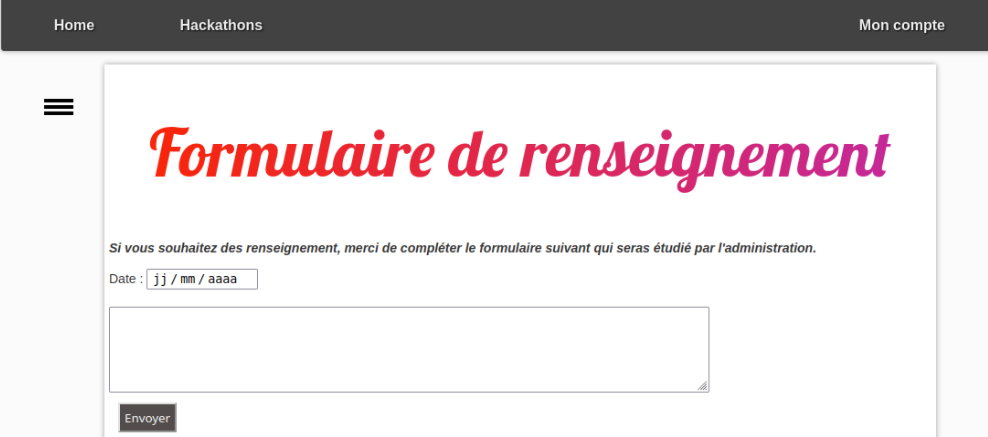 Home Hackathons Mon compte
Formulaire de renseignement
Si vous souhaitez des renseignement, merci de compléter le formulaire suivant qui seras étudié par l'administration.
Date : jj / mm / aaaa
Envoyer